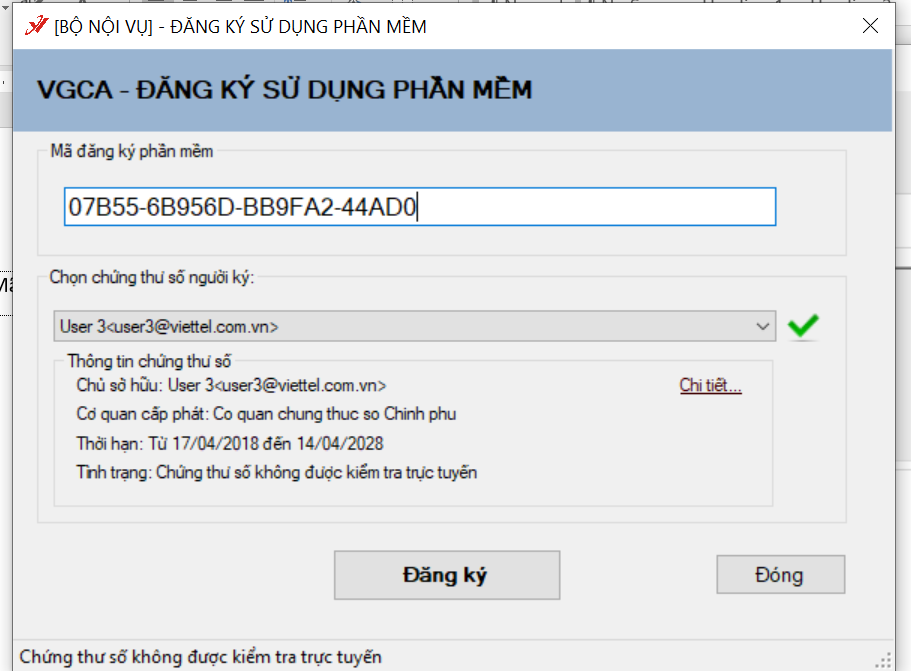 [BỘ NỘI VỤ] - ĐĂNG KÝ SỬ DỤNG PHẦN MỀM
VGCA - ĐĂNG KÝ SỬ DỤNG PHẦN MỀM
Mã đăng ký phần mềm
07B55-6B956D-BB9FA2-44AD0
Chọn chứng thư số người ký:
User 3<user3@viettel.com.vn>
Thông tin chứng thư số
Chủ sở hữu: User 3<user3@viettel.com.vn>
Chi tiết...
Cơ quan cấp phát: Co quan chung thuc so Chinh phu
Thời hạn: Từ 17/04/2018 đến 14/04/2028
Tình trạng: Chứng thư số không được kiểm tra trực tuyến
Đăng ký
Đóng
Chứng thư số không được kiểm tra trực tuyến